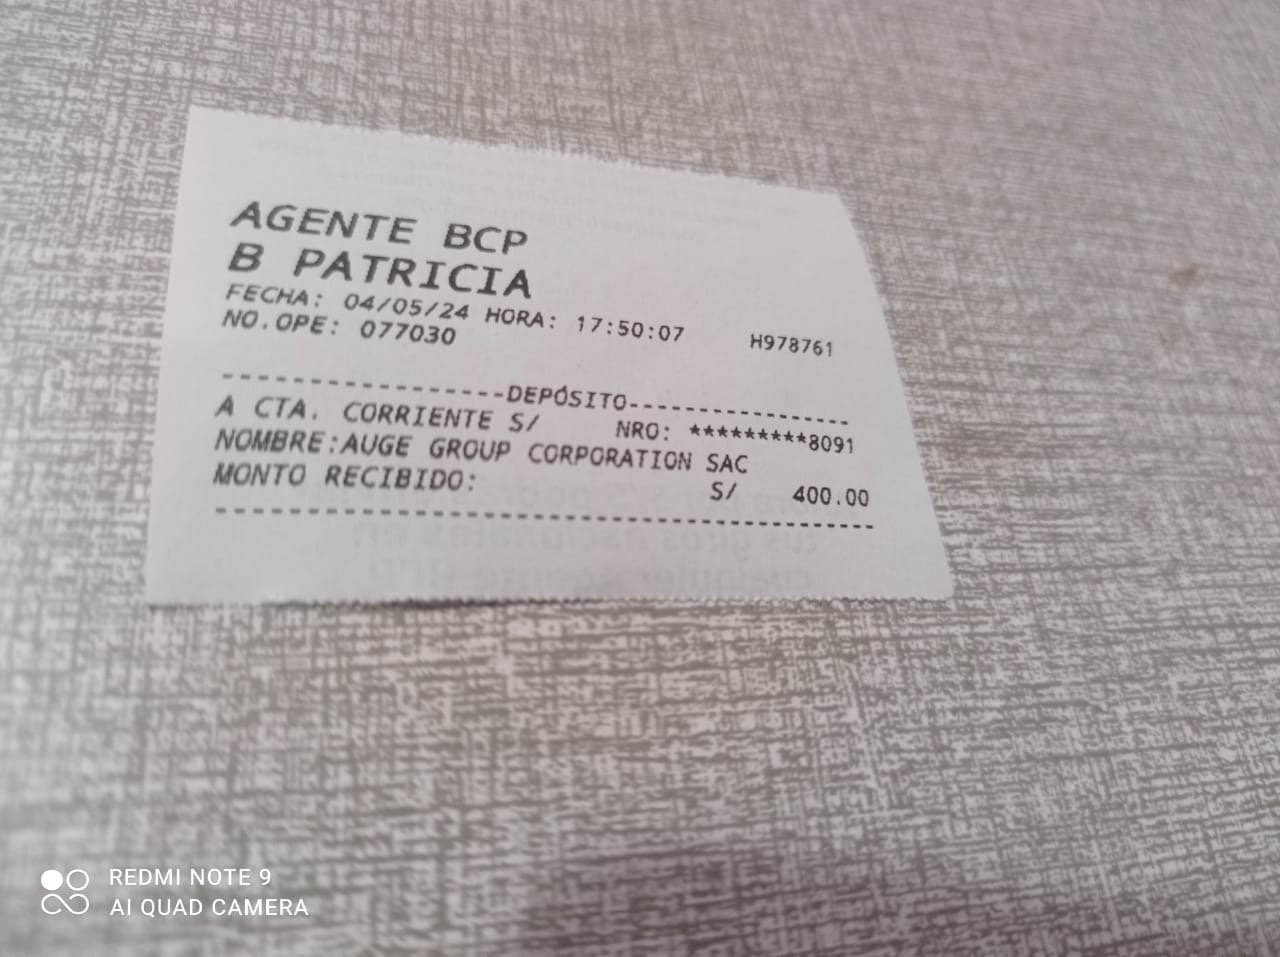 AGENTE BCP
B PATRICIA
FECHA: 04/05/24 HORA: 17:50:07 H978761
NO.OPE: 077030
-----------------DEPÓSITO-----------------
A CTA. CORRIENTE S/ NRO: *********8091
NOMBRE:AUGE GROUP CORPORATION SAC
MONTO RECIBIDO: S/ 400.00
------------------------------------------
REDMI NOTE 9
AI QUAD CAMERA